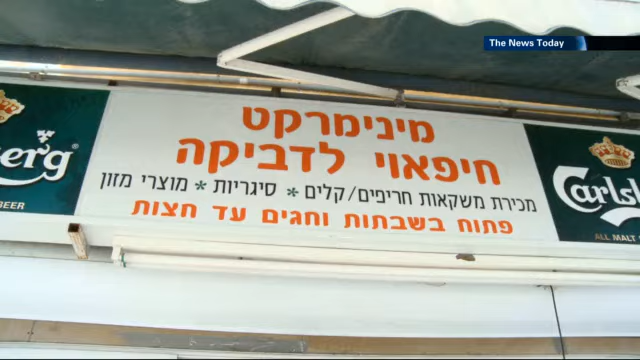 The News Today
מינימרקט
חיפאוי לדביקה
מכירת משקאות חריפים/קלים * סיגריות * מוצרי מזון
פתוח בשבתות וחגים עד חצות
berg
BEER
Carlsb
ALL MALT